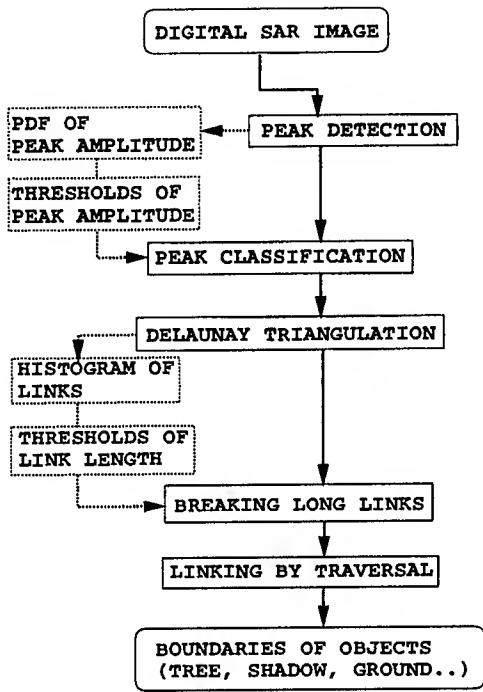 DIGITAL SAR IMAGE
PDF OF
PEAK AMPLITUDE
PEAK DETECTION
THRESHOLDS OF
PEAK AMPLITUDE
PEAK CLASSIFICATION
DELAUNAY TRIANGULATION
HISTOGRAM OF
LINKS
THRESHOLDS OF
LINK LENGTH
BREAKING LONG LINKS
LINKING BY TRAVERSAL
BOUNDARIES OF OBJECTS
(TREE, SHADOW, GROUND..)